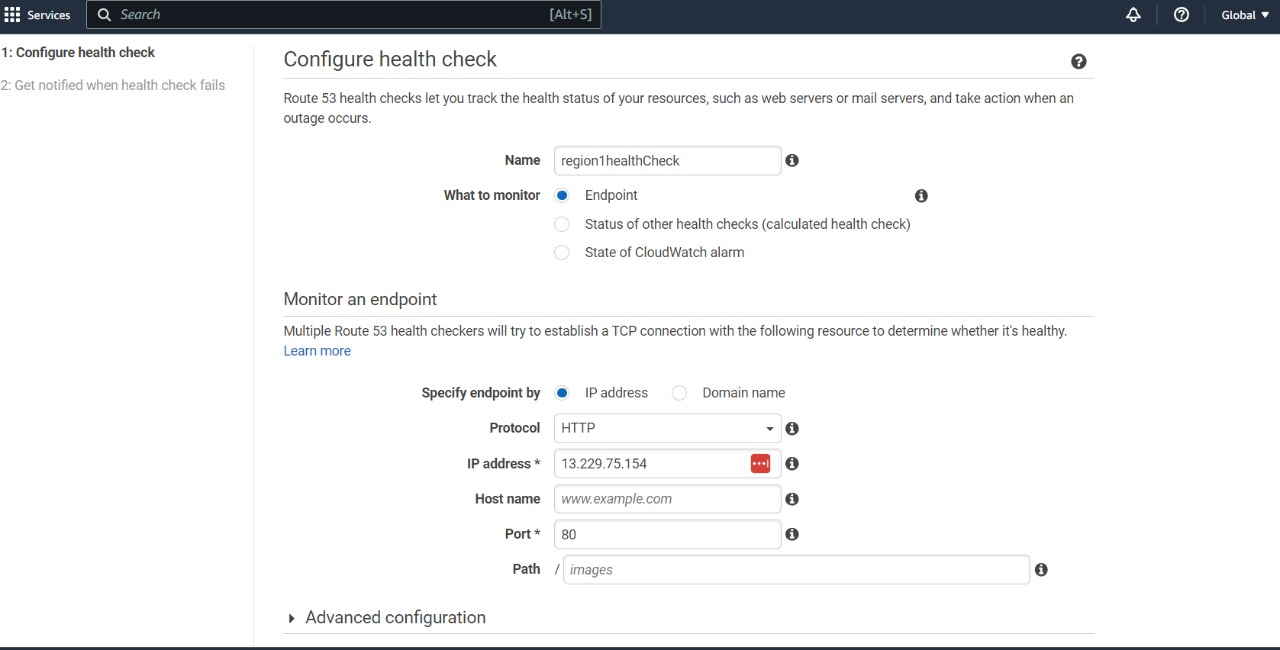 Services Search [Alt+S] Global ▼
1: Configure health check
2: Get notified when health check fails
Configure health check
Route 53 health checks let you track the health status of your resources, such as web servers or mail servers, and take action when an
outage occurs.
Name region1healthCheck
What to monitor Endpoint
Status of other health checks (calculated health check)
State of CloudWatch alarm
Monitor an endpoint
Multiple Route 53 health checkers will try to establish a TCP connection with the following resource to determine whether it's healthy.
Learn more
Specify endpoint by IP address Domain name
Protocol HTTP
IP address * 13.229.75.154
Host name www.example.com
Port * 80
Path / images
Advanced configuration